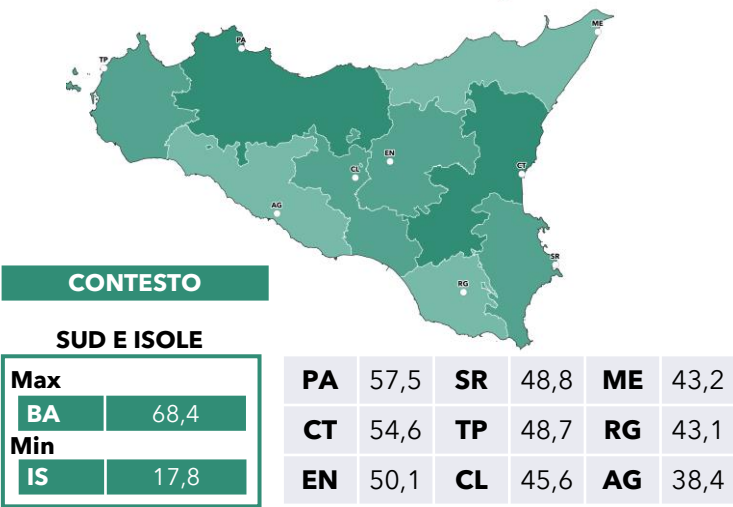 ME
PA
TP
EN
CL
CT
AG
SR
RG
CONTESTO
SUD E ISOLE
Max
BA 68,4
Min
IS 17,8
PA 57,5 SR 48,8 ME 43,2
CT 54,6 TP 48,7 RG 43,1
EN 50,1 CL 45,6 AG 38,4